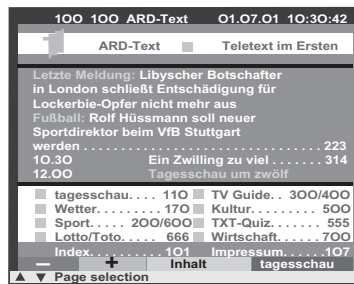 100 100 ARD-Text 01.07.01 10:30:42
1 ARD-Text Teletext im Ersten
Letzte Meldung: Libyscher Botschafter
in London schließt Entschädigung für
Lockerbie-Opfer nicht mehr aus
Fußball: Rolf Hüssmann soll neuer
Sportdirektor beim VfB Stuttgart
werden . . . . . . . . . . . . . . . . . . . . . . . . . . . . 223
10.30 Ein Zwilling zu viel . . . . . . . 314
12.00 Tagesschau um zwölf
tagesschau. . . . 110 TV Guide. . 300/400
Wetter. . . . . . . . . 170 Kultur. . . . . . . . . . 500
Sport. . . . . 200/600 TXT-Quiz. . . . . . . 555
Lotto/Toto. . . . . 666 Wirtschaft. . . . . . 700
Index. . . . . . . . . . 101 Impressum. . . . . 107
– + Inhalt tagesschau
▲ ▼ Page selection